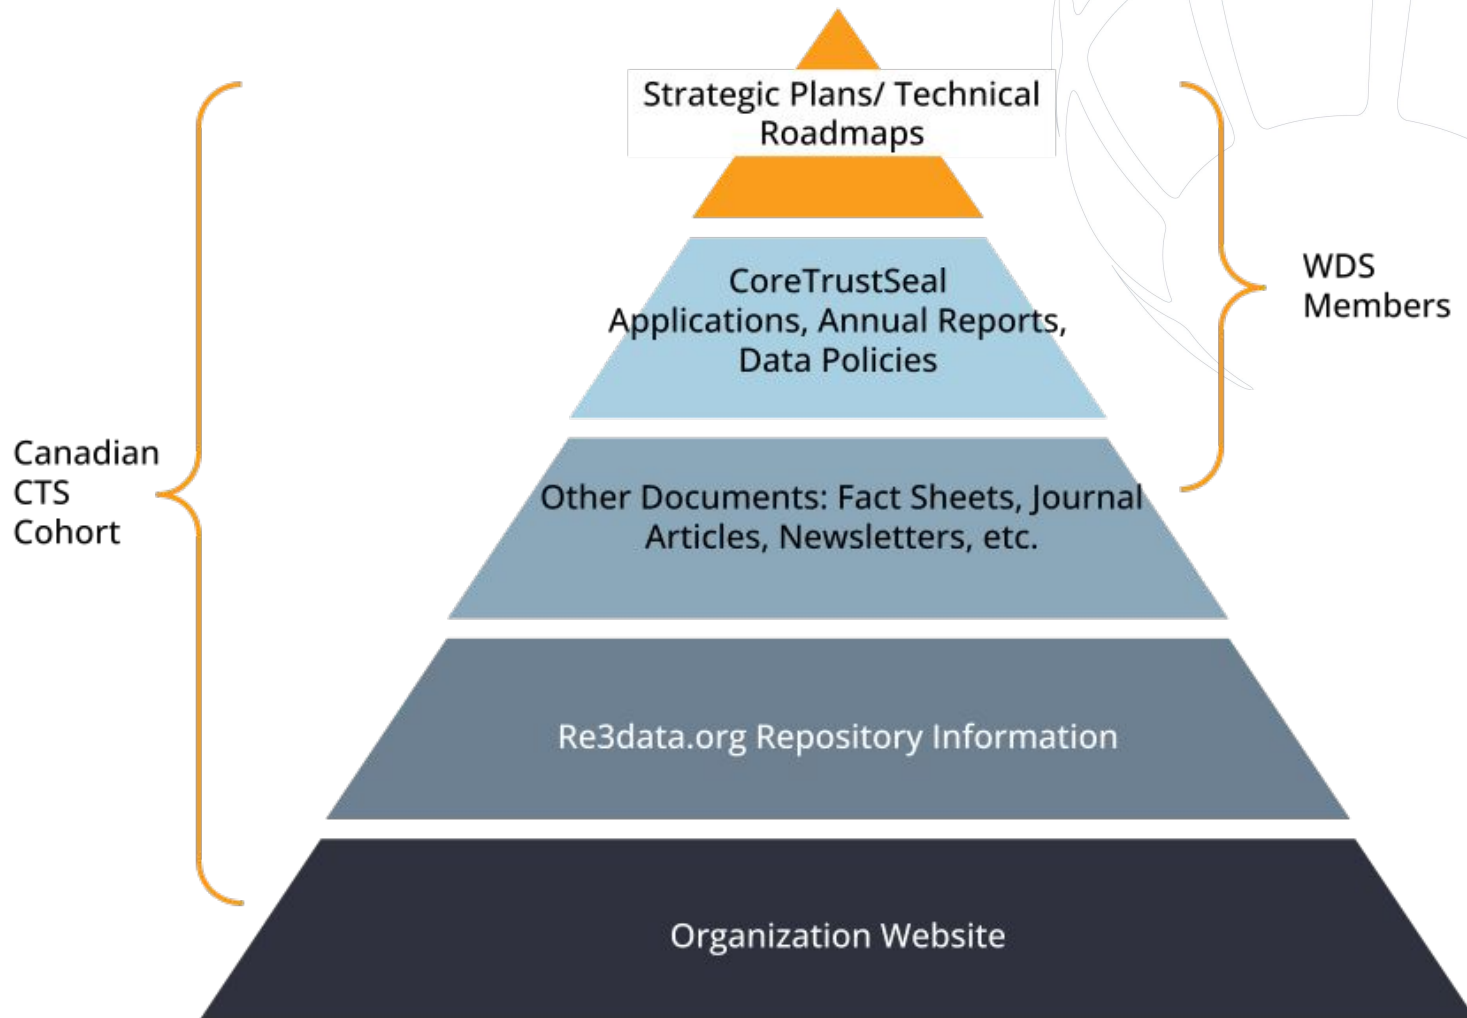 Strategic Plans/ Technical
Roadmaps
CoreTrustSeal
Applications, Annual Reports,
Data Policies
WDS
Members
Canadian
CTS
Cohort
Other Documents: Fact Sheets, Journal
Articles, Newsletters, etc.
Re3data.org Repository Information
Organization Website